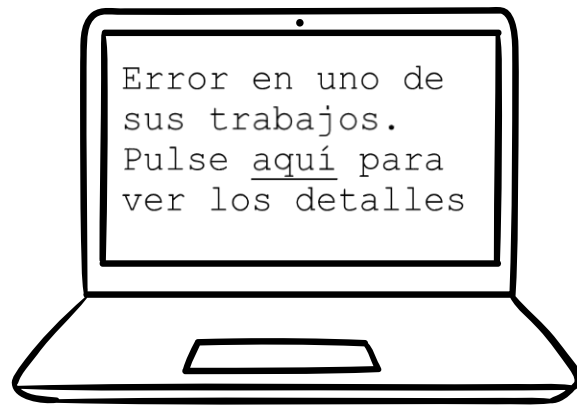 Error en uno de
sus trabajos.
Pulse aquí para
ver los detalles